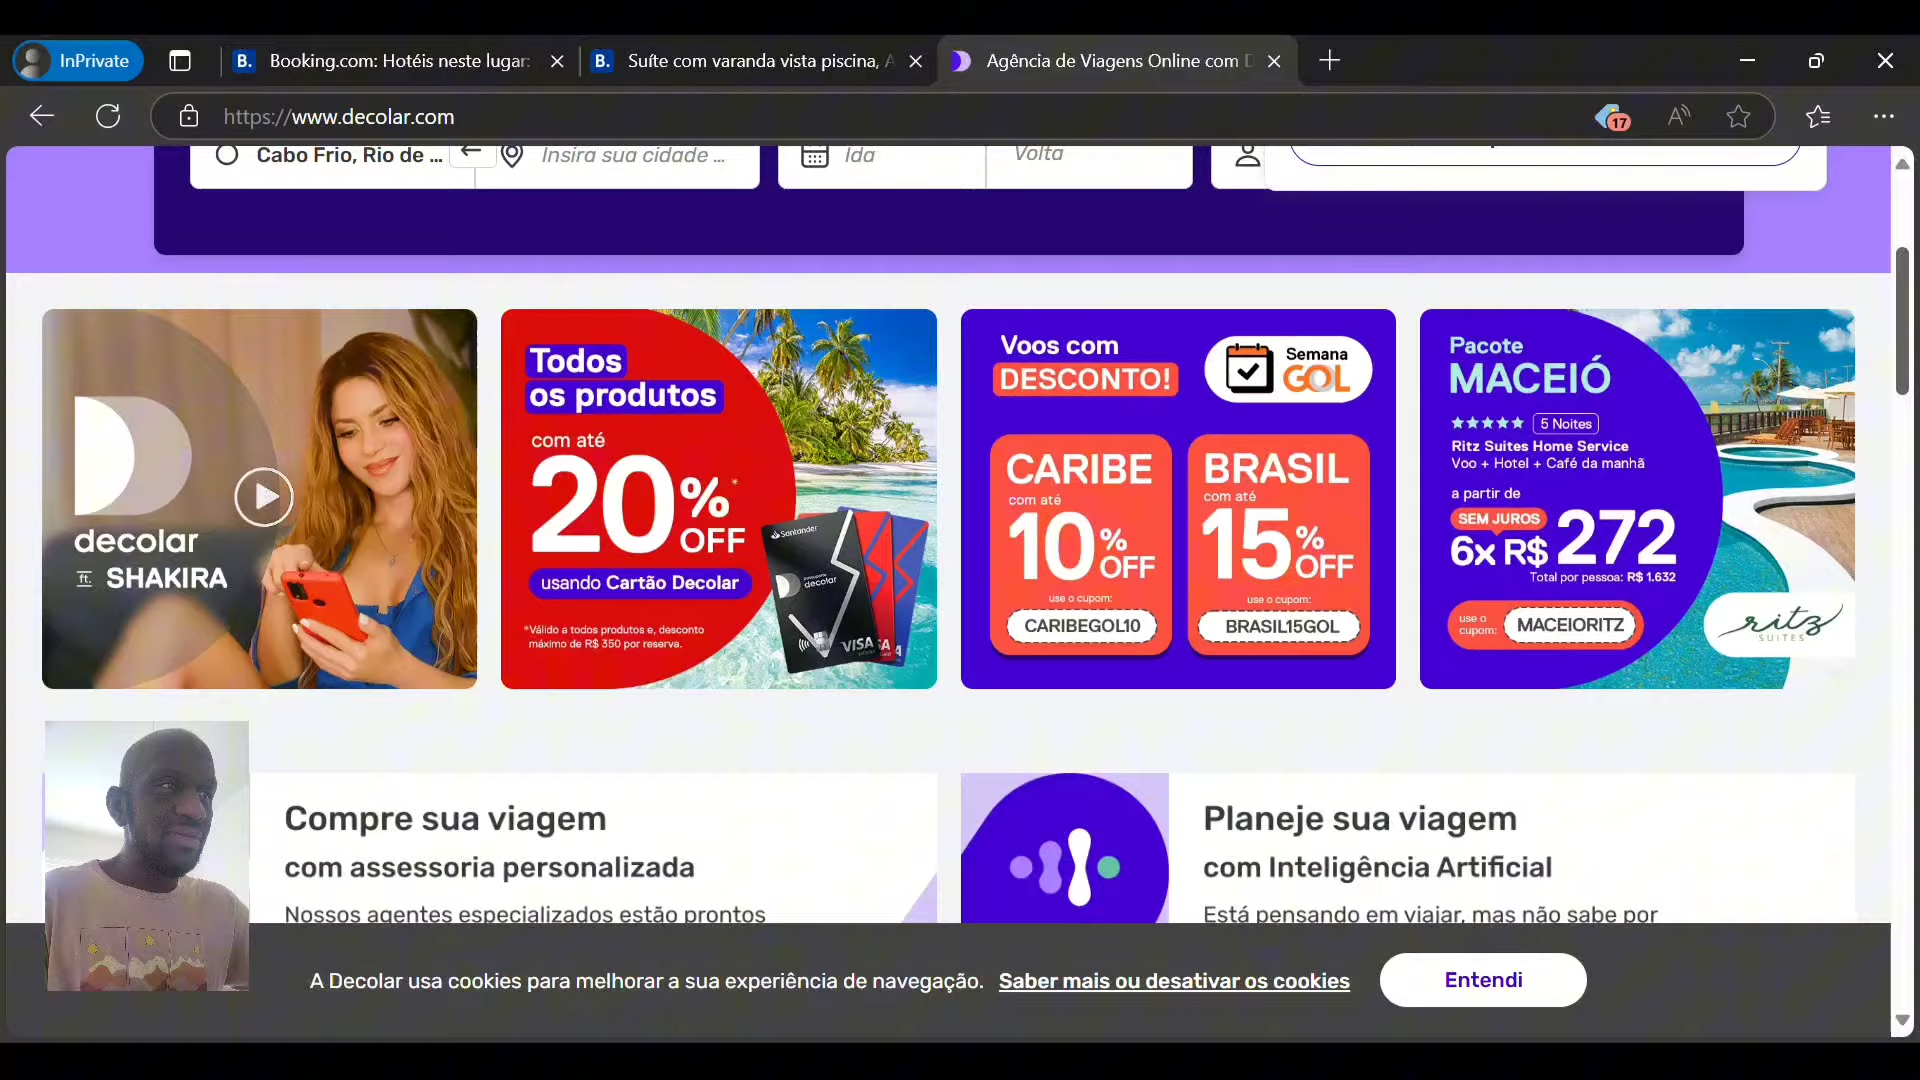 InPrivate
Booking.com: Hotéis neste lugar:
Suíte com varanda vista piscina, A
Agência de Viagens Online com D
https://www.decolar.com
17
Cabo Frio, Rio de ...
Insira sua cidade ...
Ida
Volta
decolar
ft. SHAKIRA
Todos
os produtos
com até
20%*
OFF
usando Cartão Decolar
*Válido a todos produtos e, desconto
máximo de R$ 350 por reserva.
Santander
decolar
VISA
Voos com
DESCONTO!
Semana
GOL
CARIBE
com até
10%
OFF
use o cupom:
CARIBEGOL10
BRASIL
com até
15%
OFF
use o cupom:
BRASIL15GOL
Pacote
MACEIÓ
5 Noites
Ritz Suites Home Service
Voo + Hotel + Café da manhã
a partir de
SEM JUROS
6x R$ 272
Total por pessoa: R$ 1.632
use o
cupom:
MACEIORITZ
ritz
SUITES
Compre sua viagem
com assessoria personalizada
Nossos agentes especializados estão prontos
Planeje sua viagem
com Inteligência Artificial
Está pensando em viajar, mas não sabe por
A Decolar usa cookies para melhorar a sua experiência de navegação. Saber mais ou desativar os cookies
Entendi